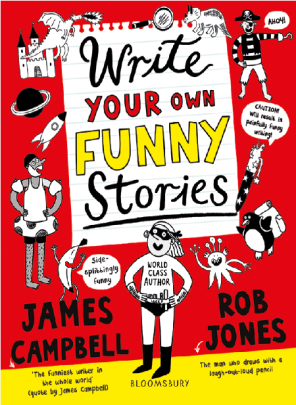 AHOY!
Write
YOUR OWN
FUNNY
Stories
CAUTION!
Will result in
painfully funny
writing!
Side-
splittingly
funny
WORLD
CLASS
AUTHOR
JAMES
CAMPBELL
ROB
JONES
'The funniest writer in
the whole world'
(quote by James Campbell)
The man who draws with a
laugh-out-loud pencil
BLOOMSBURY